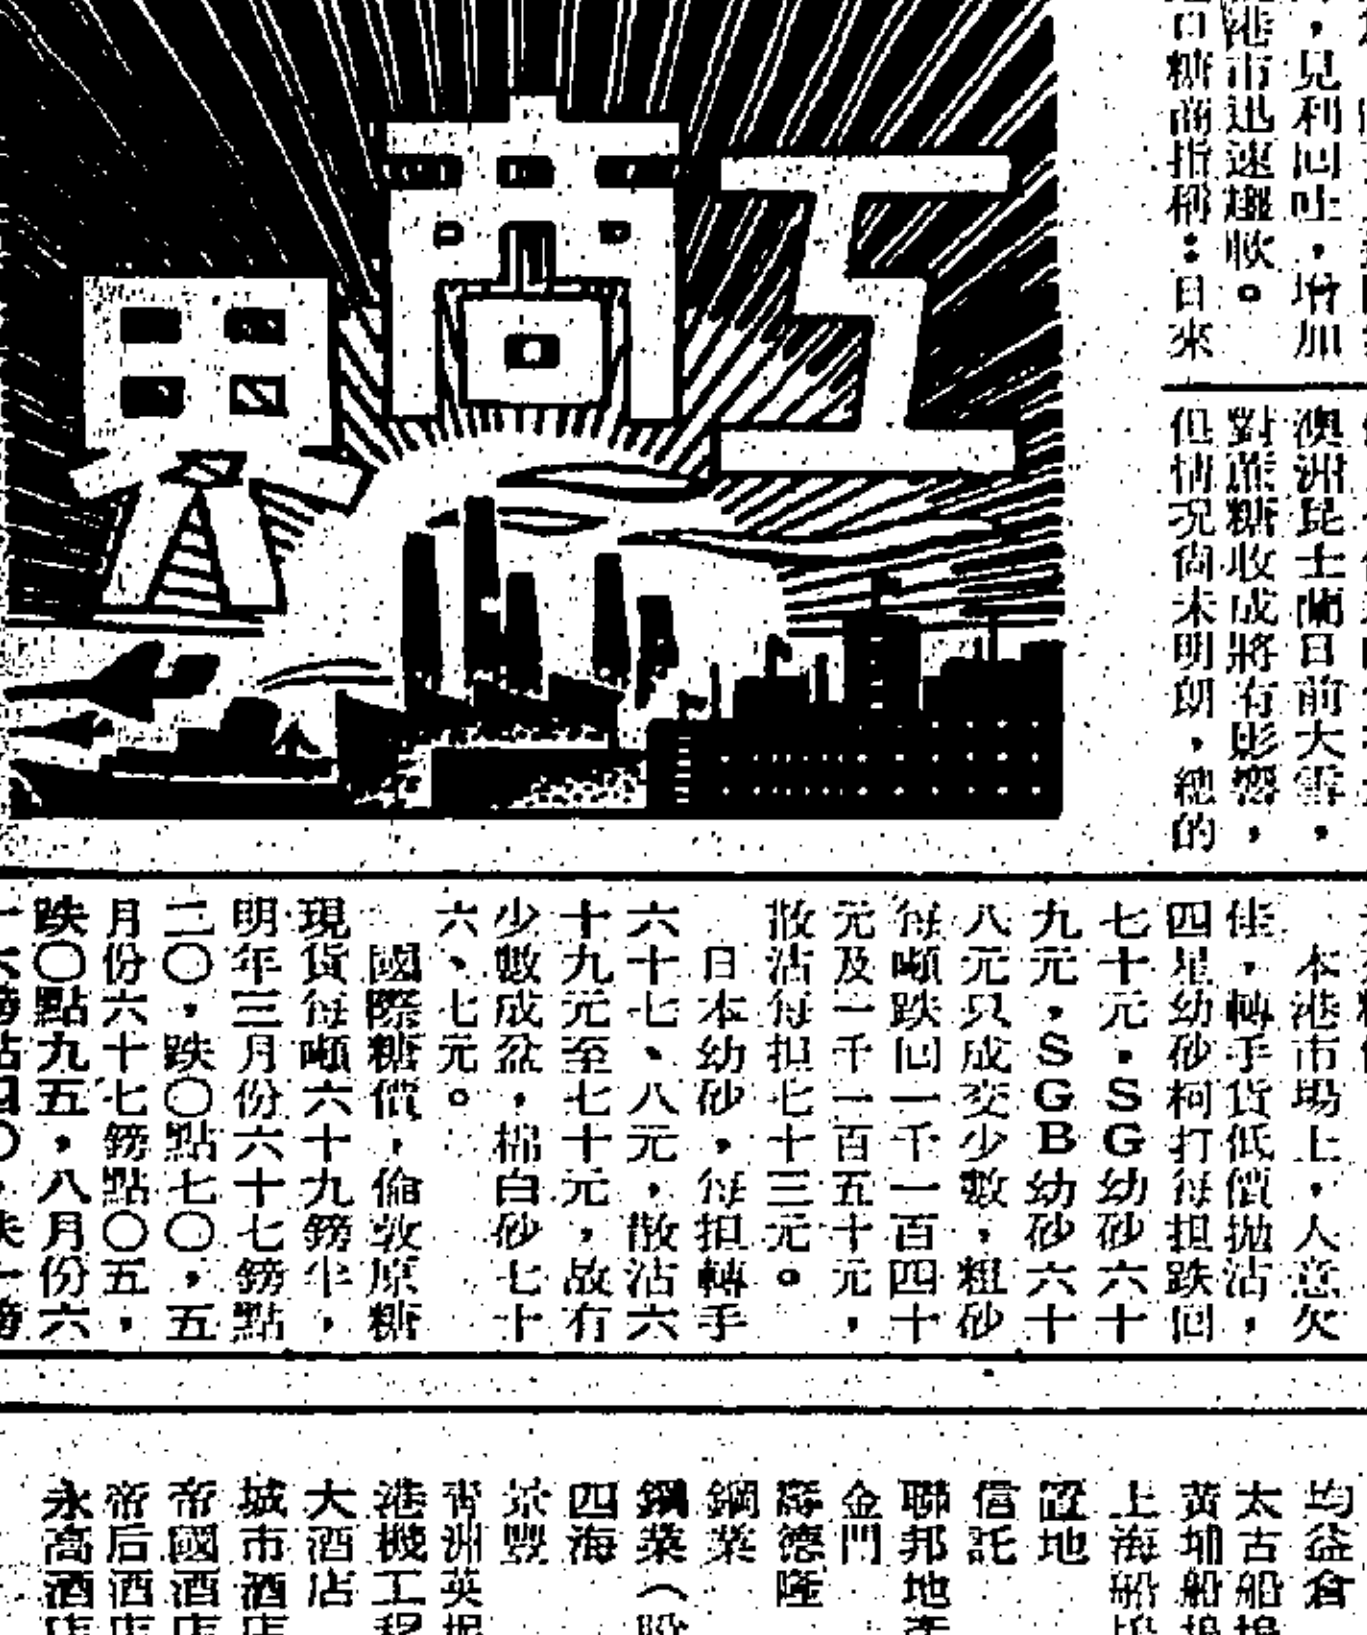 工商界
，見利回吐，增加
港市迅速趨軟。
口糖商指稱：日來
澳洲昆士蘭日前大雪，
對蔗糖收成將有影響，
但情况尚未明朗，總的
本港市場上，人意欠
佳，轉手貨低價拋沽，
四星幼砂柯打每担跌回
七十元。SG幼砂六十
九元，SGB幼砂六十
八元只成交少數，粗砂
每噸跌回一千一百四十
元及一千一百五十元，
散沽每担七十三元。
日本幼砂，每担轉手
六十七、八元，散沽六
十九元至七十元，故有
少數成盆，棉白砂七十
六、七元。
國際糖價，倫敦原糖
現貨每噸六十九鎊半，
明年三月份六十七鎊點
二〇，跌〇點七〇，五
月份六十七鎊點〇五，
跌〇點九五，八月份六
均益倉
太古船塢
黃埔船塢
上海船塢
置地
信託
聯邦地產
金門
德隆
鋼業
鋼業（股
四海
景豐
青洲英坭
港機工程
大酒店
城市酒店
帝國酒店
帝后酒店
永高酒店